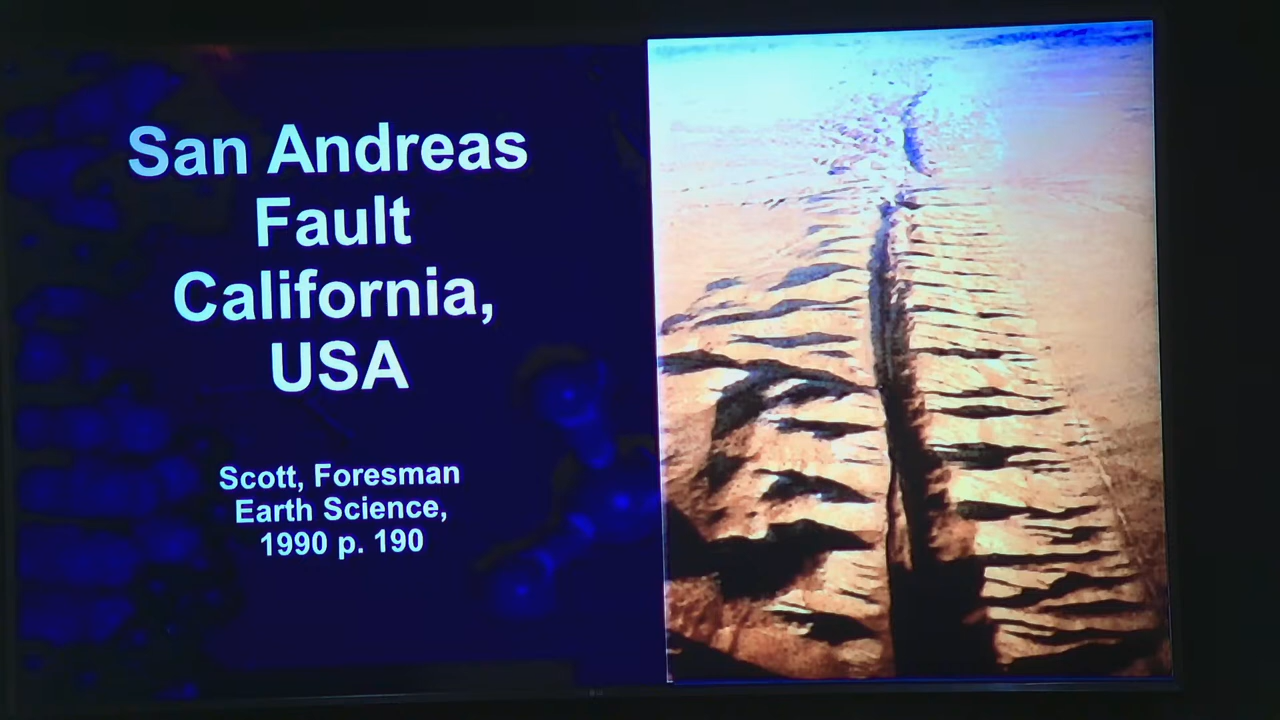 San Andreas
Fault
California,
USA
Scott, Foresman
Earth Science,
1990 p. 190